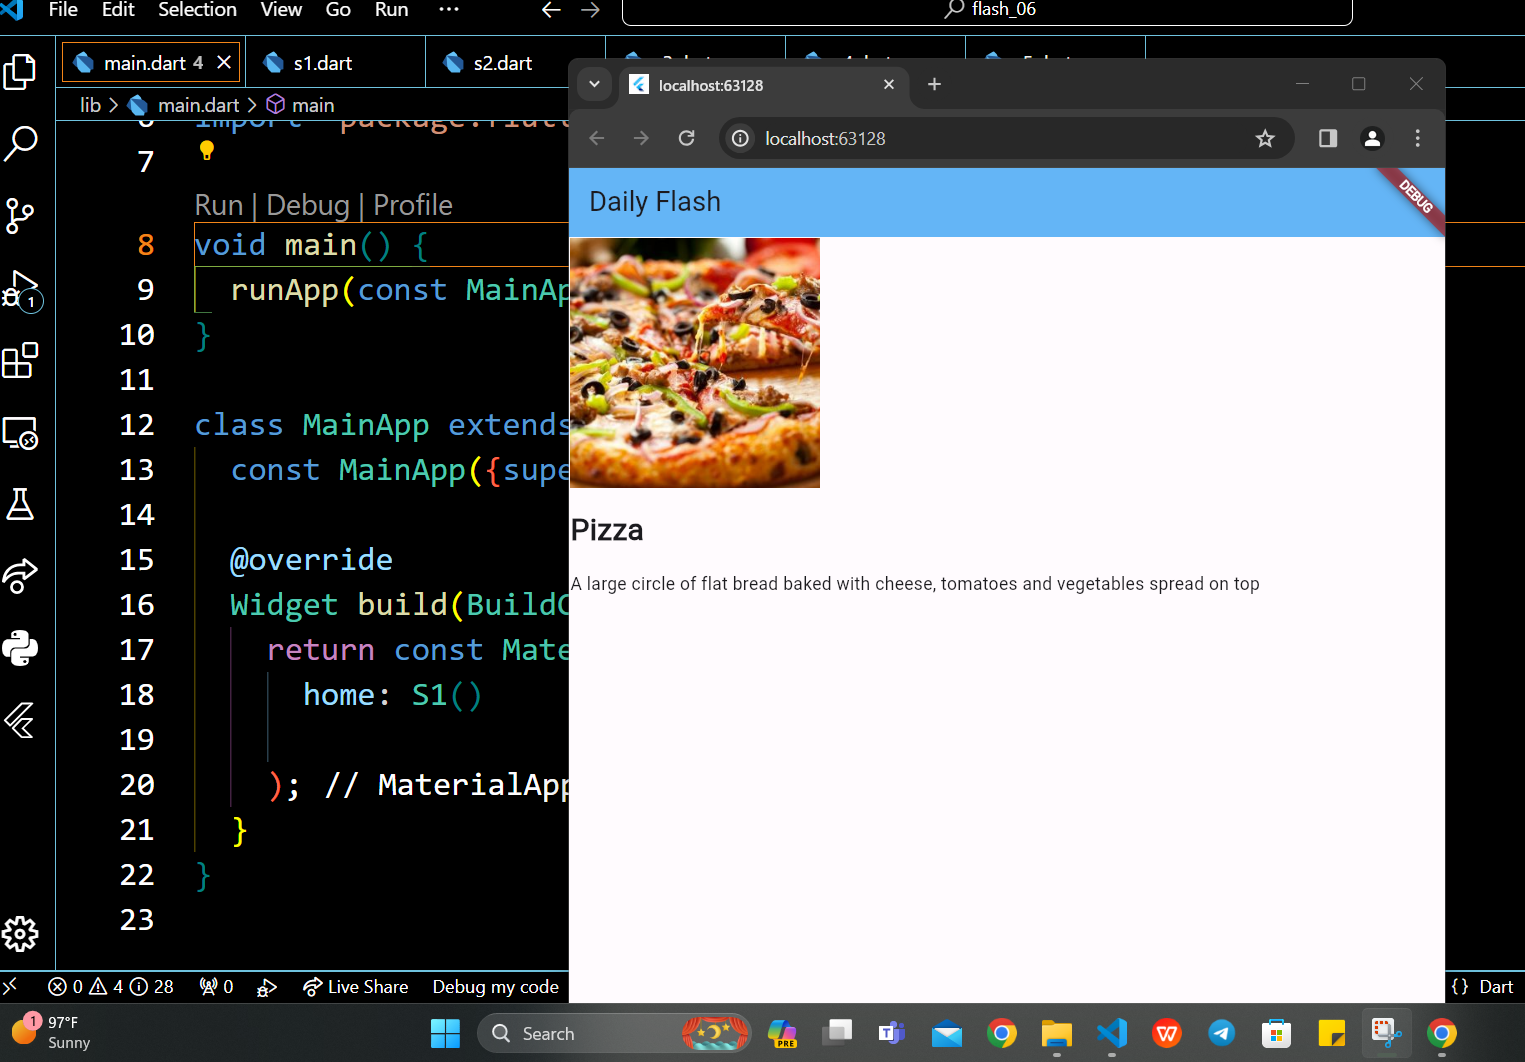 File Edit Selection View Go Run ...
flash_06
main.dart 4
s1.dart
s2.dart
lib > main.dart > main
7
Run | Debug | Profile
8 void main() {
9 runApp(const MainAp
10 }
11
12 class MainApp extends
13 const MainApp({supe
14
15 @override
16 Widget build(BuildC
17 return const Mate
18 home: S1()
19
20 ); // MaterialApp
21 }
22 }
23
localhost:63128
localhost:63128
Daily Flash
DEBUG
Pizza
A large circle of flat bread baked with cheese, tomatoes and vegetables spread on top
1
0 4 28 0 Live Share Debug my code
{ } Dart
1
97°F
Sunny
Search
PRE